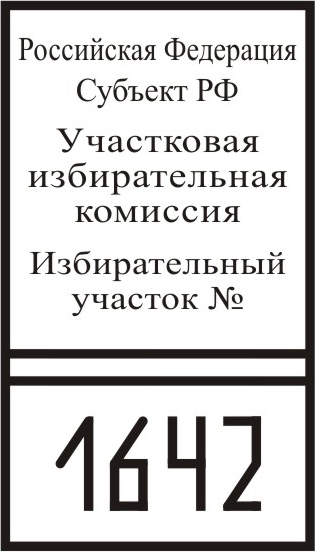 Российская Федерация
Субъект РФ
Участковая
избирательная
комиссия
Избирательный
участок №
1642